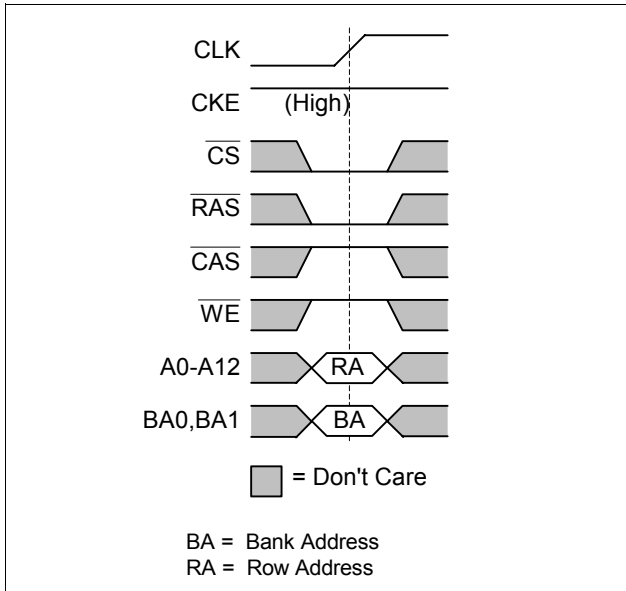 CLK
CKE (High)
CS
RAS
CAS
WE
A0-A12 RA
BA0,BA1 BA
= Don't Care
BA = Bank Address
RA = Row Address